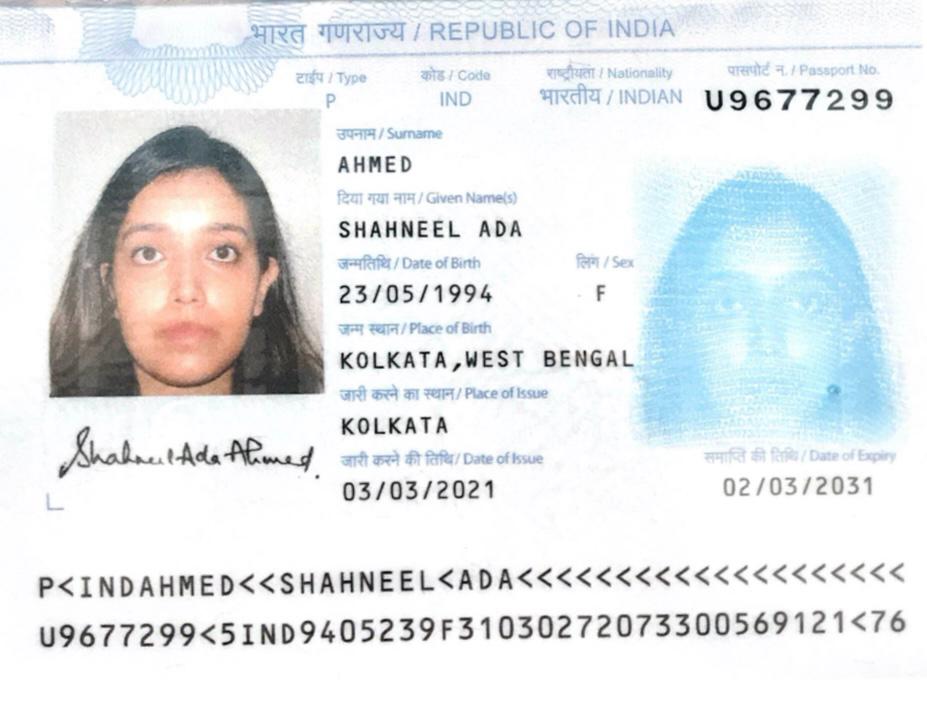 भारत गणराज्य / REPUBLIC OF INDIA
टाईप / Type कोड / Code राष्ट्रीयता / Nationality पासपोर्ट न. / Passport No.
P IND भारतीय / INDIAN U9677299
उपनाम / Surname
AHMED
दिया गया नाम / Given Name(s)
SHAHNEEL ADA
जन्मतिथि / Date of Birth लिंग / Sex
23/05/1994 F
जन्म स्थान / Place of Birth
KOLKATA,WEST BENGAL
जारी करने का स्थान / Place of Issue
KOLKATA
Shahneel Ada Ahmed.
जारी करने की तिथि / Date of Issue समाप्ति की तिथि / Date of Expiry
03/03/2021 02/03/2031
P<INDAHMED<<SHAHNEEL<ADA<<<<<<<<<<<<<<<<<<<<
U9677299<5IND9405239F3103027207330056912​1<76